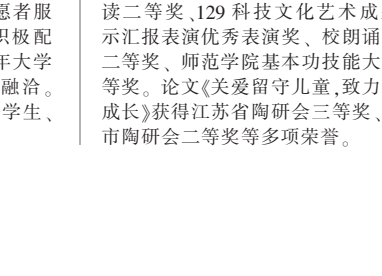 愿者服
积极配
年大学
融洽。
学生、
读二等奖、129 科技文化艺术成
示汇报表演优秀表演奖、校朗诵
二等奖、师范学院基本功技能大
等奖。论文《关爱留守儿童,致力
成长》获得江苏省陶研会三等奖、
市陶研会二等奖等多项荣誉。